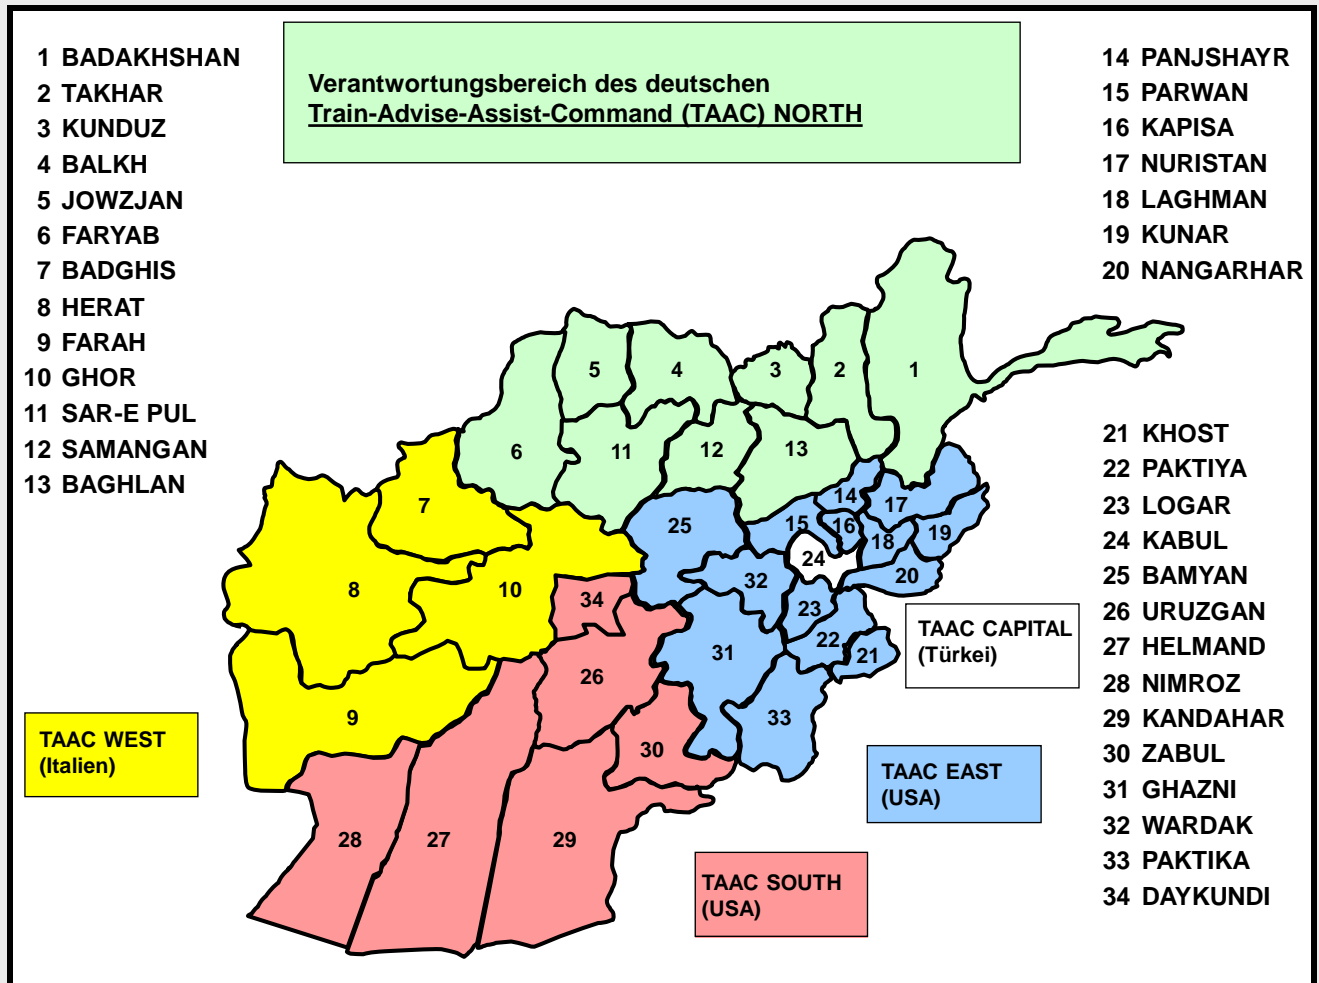 1 BADAKHSHAN
2 TAKHAR
3 KUNDUZ
4 BALKH
5 JOWZJAN
6 FARYAB
7 BADGHIS
8 HERAT
9 FARAH
10 GHOR
11 SAR-E PUL
12 SAMANGAN
13 BAGHLAN
Verantwortungsbereich des deutschen
Train-Advise-Assist-Command (TAAC) NORTH
14 PANJSHAYR
15 PARWAN
16 KAPISA
17 NURISTAN
18 LAGHMAN
19 KUNAR
20 NANGARHAR
21 KHOST
22 PAKTIYA
23 LOGAR
24 KABUL
25 BAMYAN
26 URUZGAN
27 HELMAND
28 NIMROZ
29 KANDAHAR
30 ZABUL
31 GHAZNI
32 WARDAK
33 PAKTIKA
34 DAYKUNDI
5
4
3
2
1
6
11
12
13
7
25
14
17
15
16
18
19
24
20
8
10
34
32
23
22
21
31
26
33
9
30
28
27
29
TAAC CAPITAL
(Türkei)
TAAC WEST
(Italien)
TAAC EAST
(USA)
TAAC SOUTH
(USA)